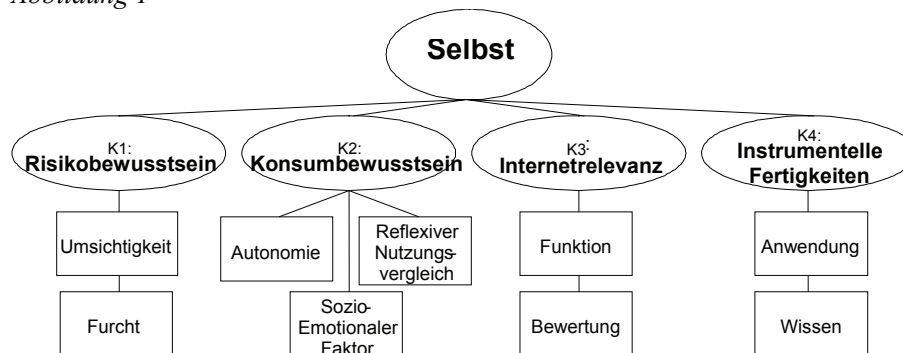 Abbildung 1
Selbst
K1:
Risikobewusstsein
K2:
Konsumbewusstsein
K3:
Internetrelevanz
K4:
Instrumentelle
Fertigkeiten
Umsichtigkeit
Autonomie
Reflexiver
Nutzungs-
vergleich
Funktion
Anwendung
Furcht
Sozio-
Emotionaler
Faktor
Bewertung
Wissen